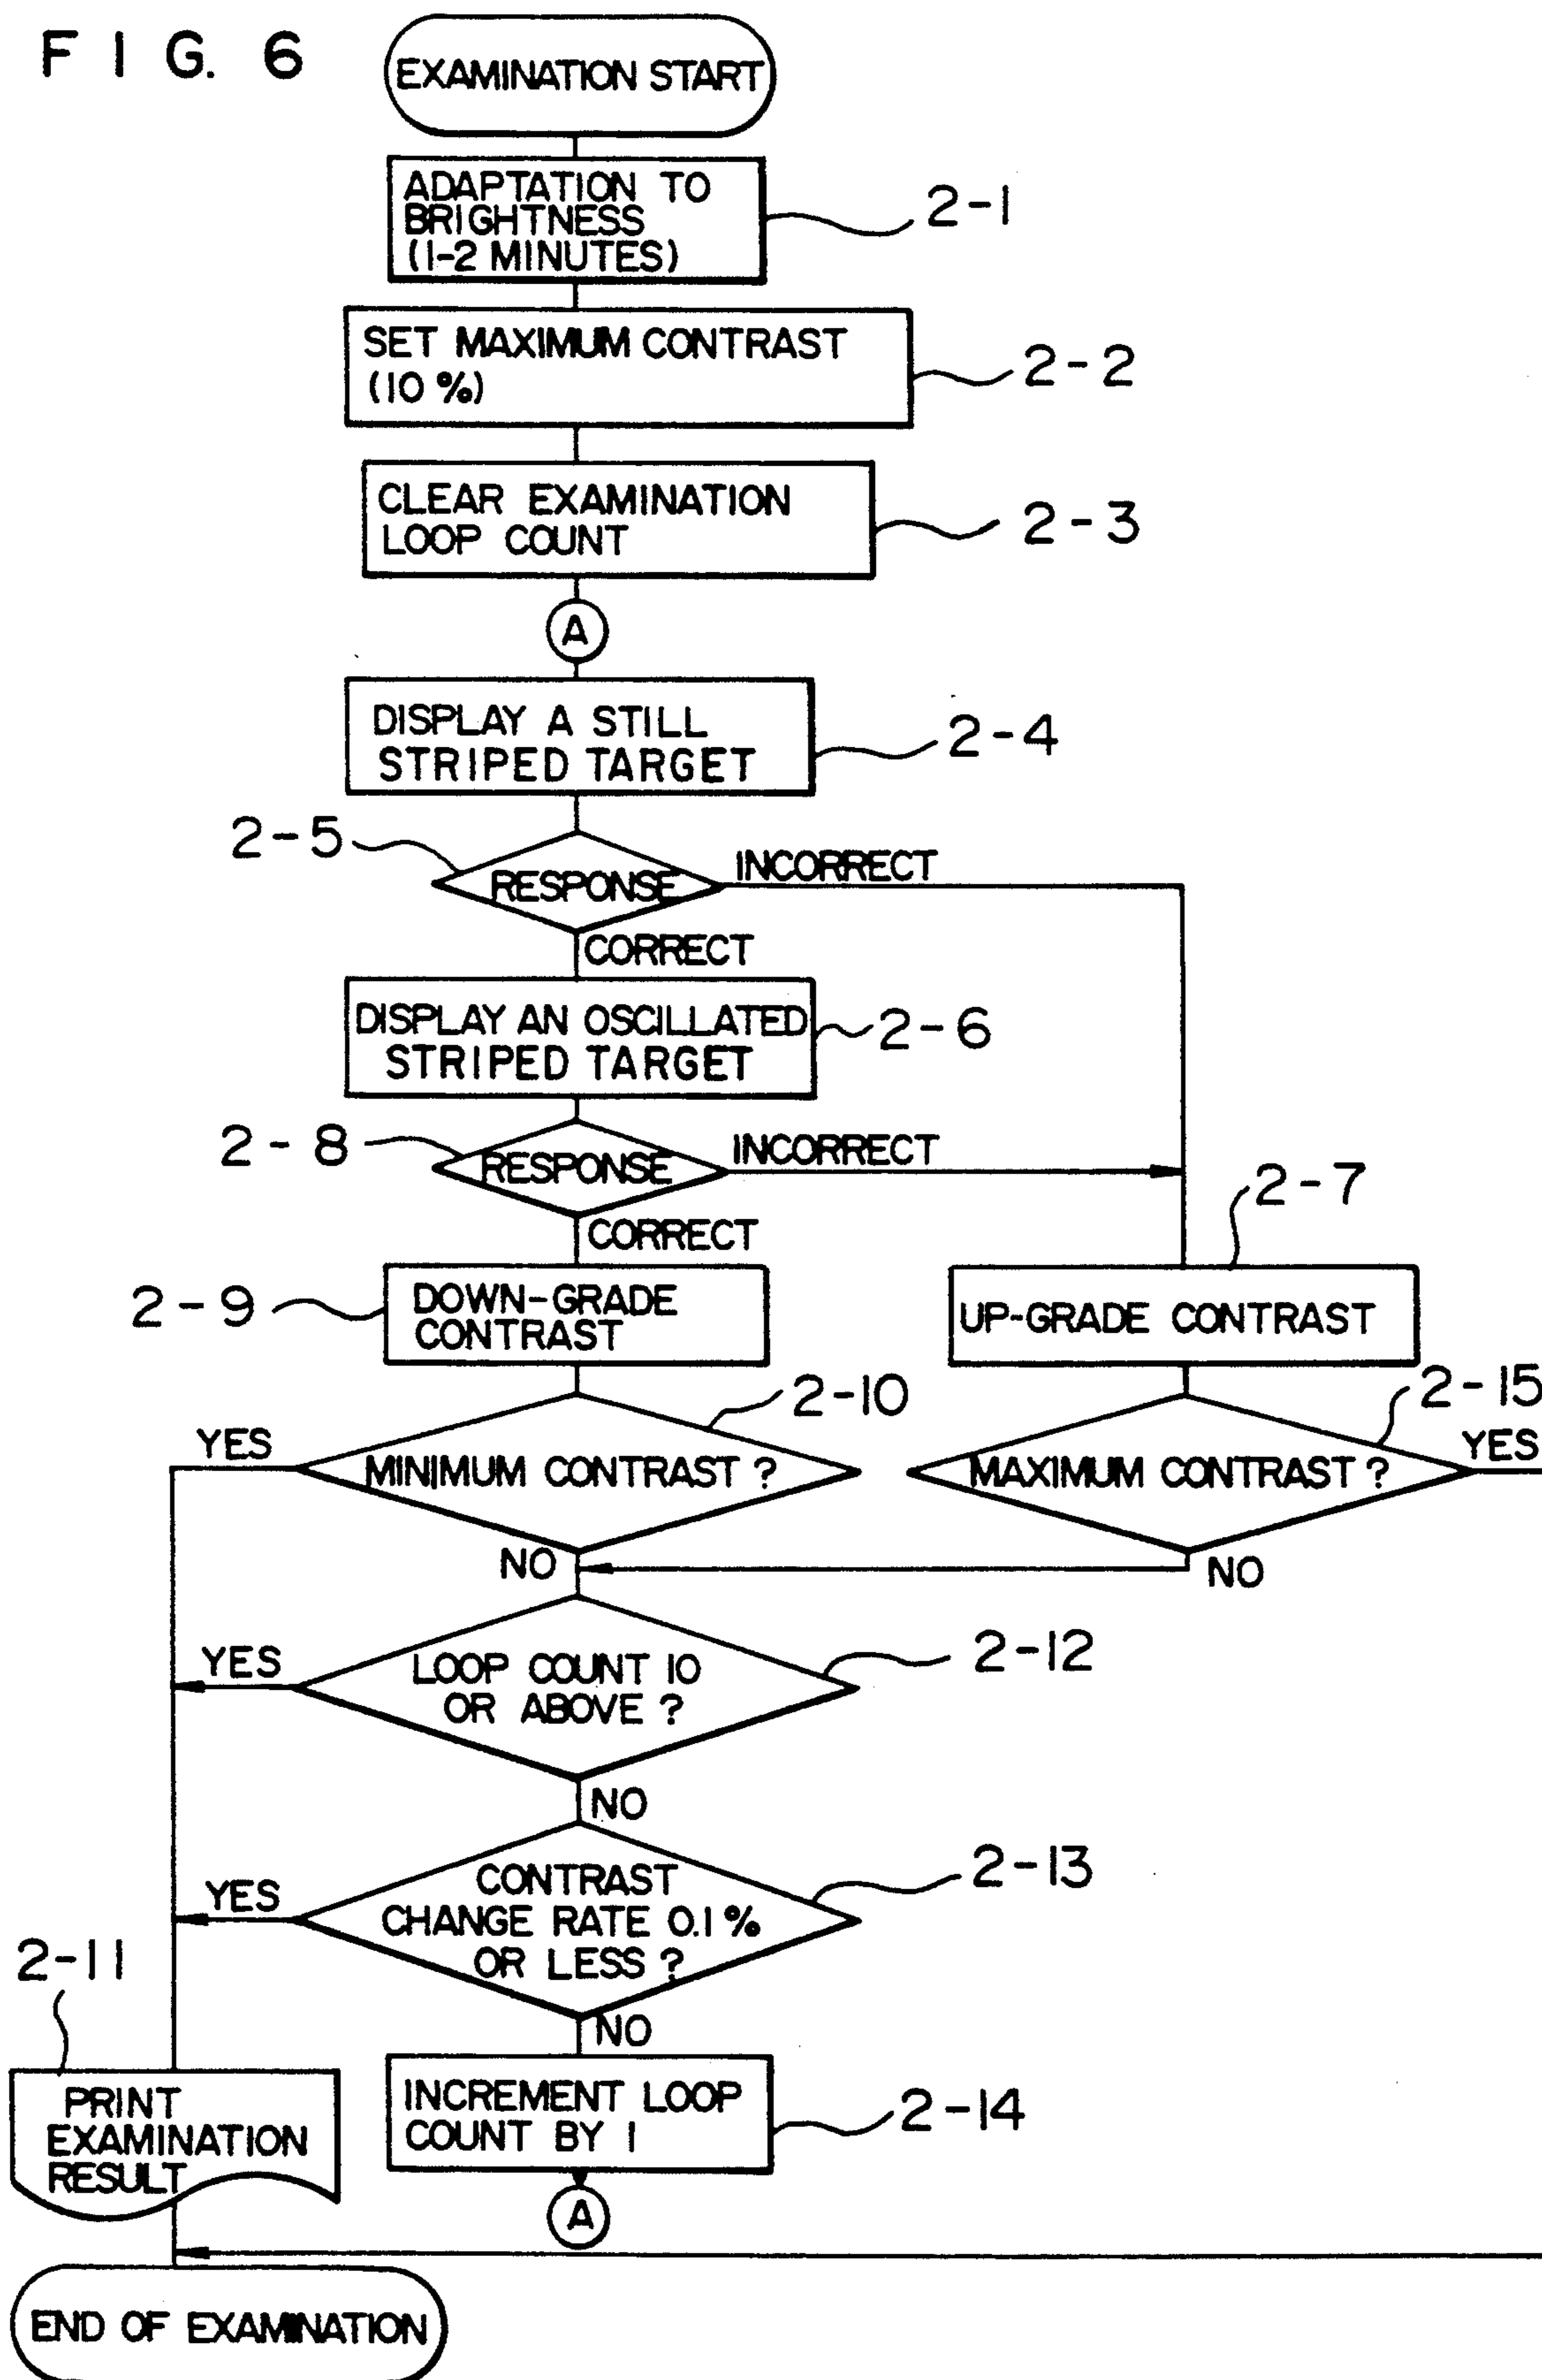 FIG. 6
EXAMINATION START
ADAPTATION TO
BRIGHTNESS
(1-2 MINUTES)
2-1
SET MAXIMUM CONTRAST
(10%)
2-2
CLEAR EXAMINATION
LOOP COUNT
2-3
A
DISPLAY A STILL
STRIPED TARGET
2-4
2-5
RESPONSE
INCORRECT
CORRECT
DISPLAY AN OSCILLATED
STRIPED TARGET
2-6
2-8
RESPONSE
INCORRECT
CORRECT
2-7
2-9
DOWN-GRADE
CONTRAST
UP-GRADE CONTRAST
2-10
2-15
YES
MINIMUM CONTRAST ?
MAXIMUM CONTRAST ?
YES
NO
NO
YES
LOOP COUNT 10
OR ABOVE ?
2-12
NO
YES
CONTRAST
CHANGE RATE 0.1%
OR LESS ?
2-13
2-11
NO
PRINT
EXAMINATION
RESULT
INCREMENT LOOP
COUNT BY 1
2-14
A
END OF EXAMINATION